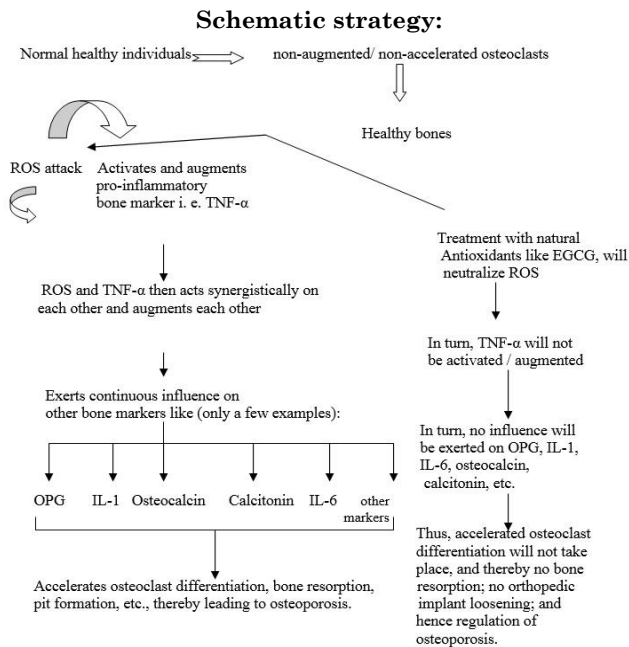 Schematic strategy:
Normal healthy individuals
non-augmented/ non-accelerated osteoclasts
Healthy bones
ROS attack
Activates and augments
pro-inflammatory
bone marker i. e. TNF-α
ROS and TNF-α then acts synergistically on
each other and augments each other
Exerts continuous influence on
other bone markers like (only a few examples):
OPG
IL-1
Osteocalcin
Calcitonin
IL-6
other
markers
Accelerates osteoclast differentiation, bone resorption,
pit formation, etc., thereby leading to osteoporosis.
Treatment with natural
Antioxidants like EGCG, will
neutralize ROS
In turn, TNF-α will not
be activated / augmented
In turn, no influence will
be exerted on OPG, IL-1,
IL-6, osteocalcin,
calcitonin, etc.
Thus, accelerated osteoclast
differentiation will not take
place, and thereby no bone
resorption; no orthopedic
implant loosening; and
hence regulation of
osteoporosis.